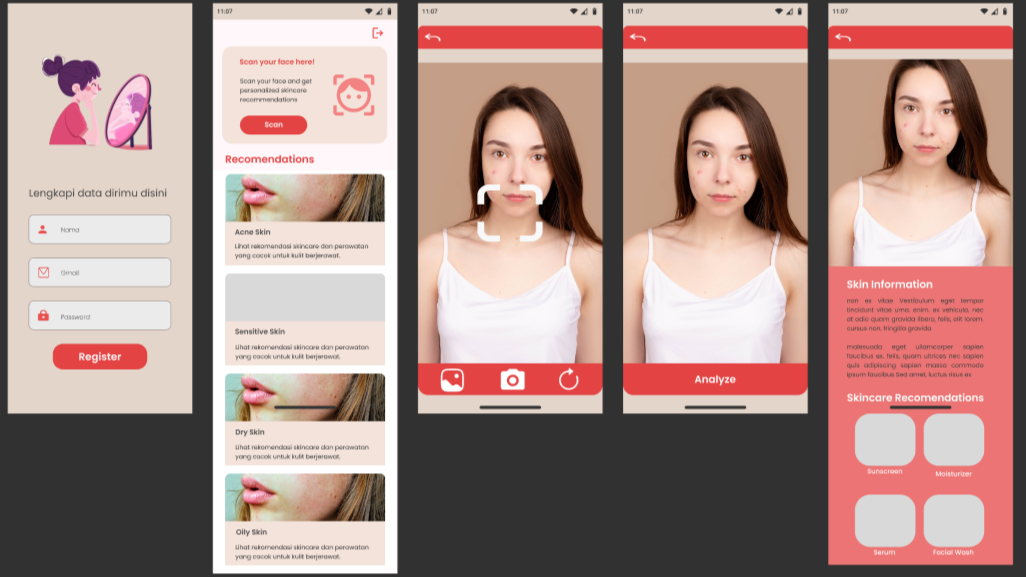 Lengkapi data dirimu disini
Nama
Gmail
Password
Register
11:07
Scan your face here!
Scan your face and get
personalized skincare
recommendations
Scan
Recomendations
Acne Skin
Lihat rekomendasi skincare dan perawatan
yang cocok untuk kulit berjerawat.
Sensitive Skin
Lihat rekomendasi skincare dan perawatan
yang cocok untuk kulit berjerawat.
Dry Skin
Lihat rekomendasi skincare dan perawatan
yang cocok untuk kulit berjerawat.
Oily Skin
Lihat rekomendasi skincare dan perawatan
yang cocok untuk kulit berjerawat.
11:07
11:07
Analyze
11:07
Skin Information
non ex vitae Vestibulum eget tempor
tincidunt vitae urna, enim. ex vehicula, nec
at odio quam gravida libero, felis, elit lorem,
cursus non, fringilla gravida
malesuada eget ullamcorper sapien
faucibus ex, felis, quam ultrices nec sapien
quis adipiscing sapien massa commodo
ipsum faucibus Sed amet, luctus risus ex
Skincare Recomendations
Sunscreen
Moisturizer
Serum
Facial Wash